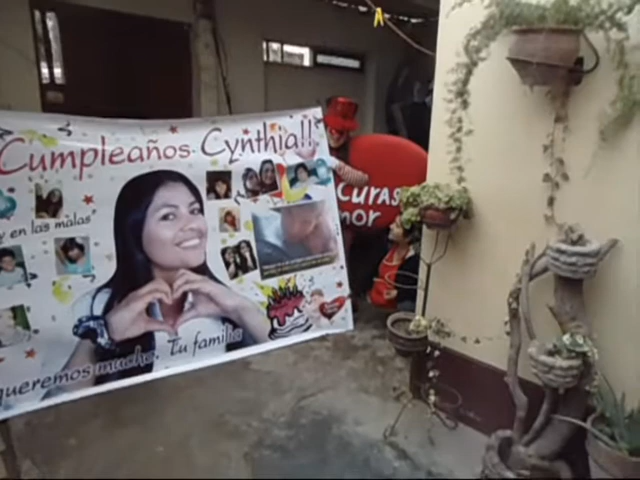 Cumpleaños Cynthia!!
y en las malas"
queremos mucho, Tu familia
Curas
mor